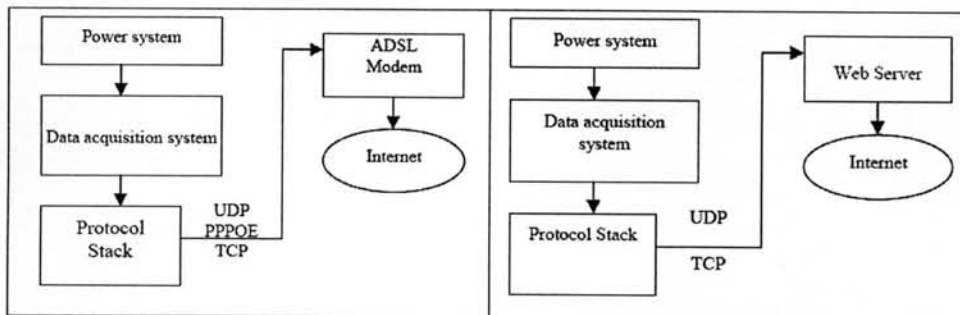 Power system
Data acquisition system
Protocol
Stack
UDP
PPPOE
TCP
ADSL
Modem
Internet
Power system
Data acquisition
system
Protocol Stack
UDP
TCP
Web Server
Internet